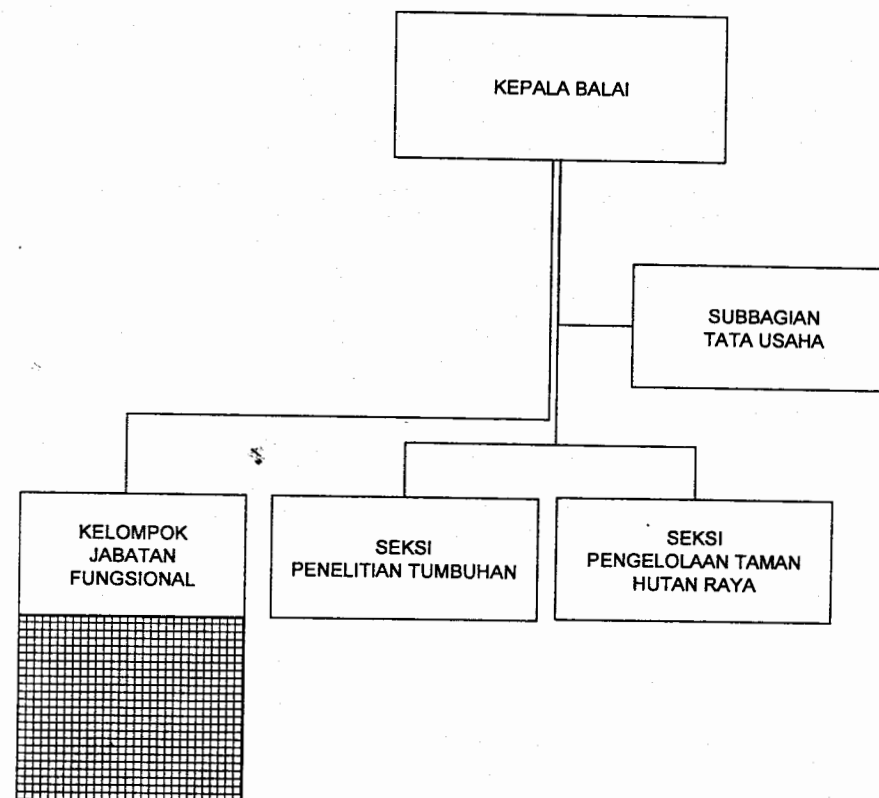 KEPALA BALAI
SUBBAGIAN
TATA USAHA
KELOMPOK
JABATAN
FUNGSIONAL
SEKSI
PENELITIAN TUMBUHAN
SEKSI
PENGELOLAAN TAMAN
HUTAN RAYA